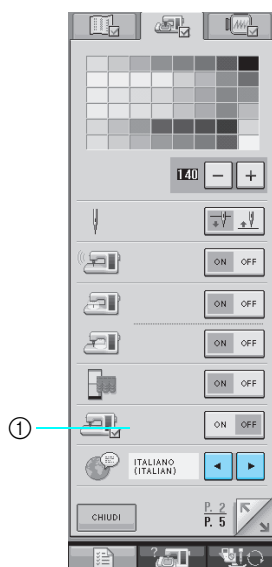 140 − +
ON OFF
ON OFF
ON OFF
ON OFF
① ON OFF
ITALIANO
(ITALIAN)
CHIUDI
P. 2
P. 5
?